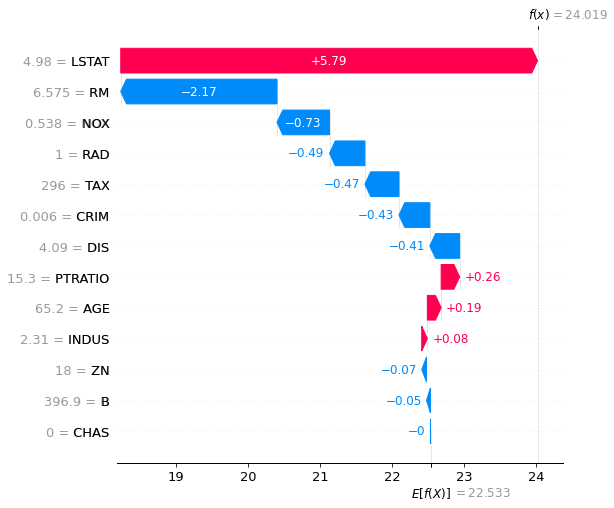 f(x) = 24.019
4.98 = LSTAT +5.79
6.575 = RM −2.17
0.538 = NOX −0.73
1 = RAD −0.49
296 = TAX −0.47
0.006 = CRIM −0.43
4.09 = DIS −0.41
15.3 = PTRATIO +0.26
65.2 = AGE +0.19
2.31 = INDUS +0.08
18 = ZN −0.07
396.9 = B −0.05
0 = CHAS −0
19 20 21 22 23 24
E[f(X)] = 22.533